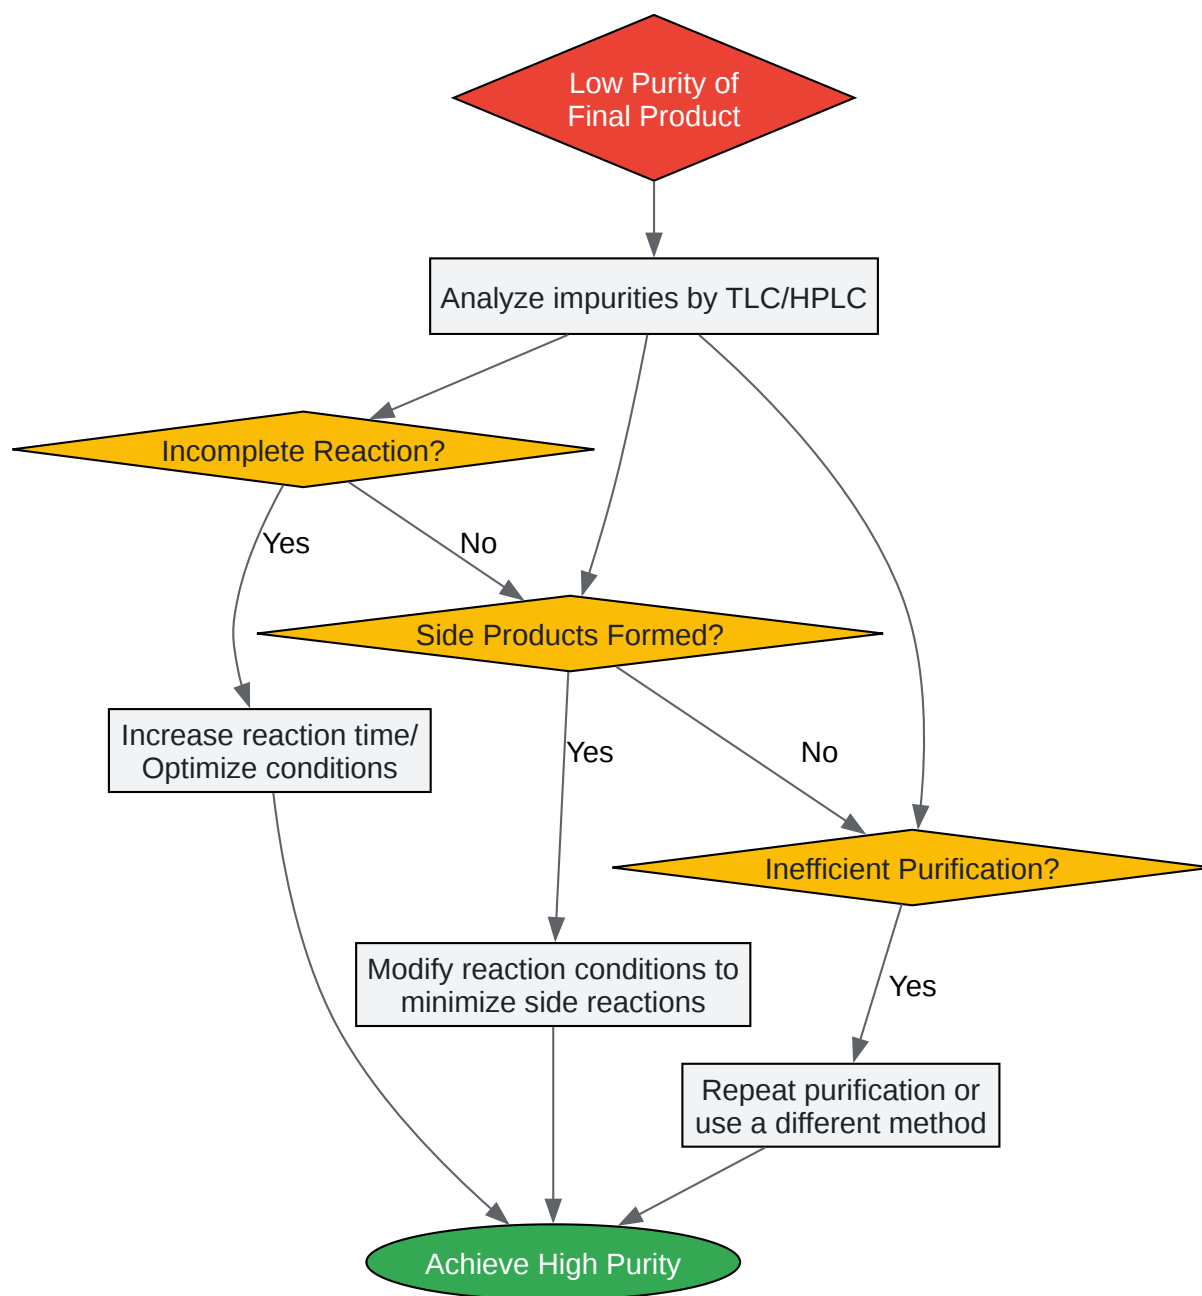 Low Purity of
Final Product
Analyze impurities by TLC/HPLC
Incomplete Reaction?
Yes
No
Side Products Formed?
Increase reaction time/
Optimize conditions
Yes
No
Inefficient Purification?
Modify reaction conditions to
minimize side reactions
Yes
Repeat purification or
use a different method
Achieve High Purity